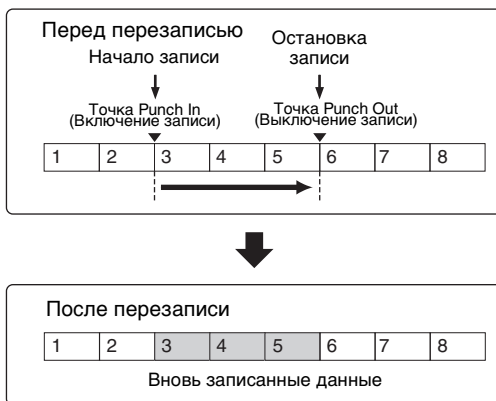 Перед перезаписью
Начало записи
Остановка
записи
Точка Punch In
(Включение записи)
Точка Punch Out
(Выключение записи)
1 2 3 4 5 6 7 8
После перезаписи
1 2 3 4 5 6 7 8
Вновь записанные данные